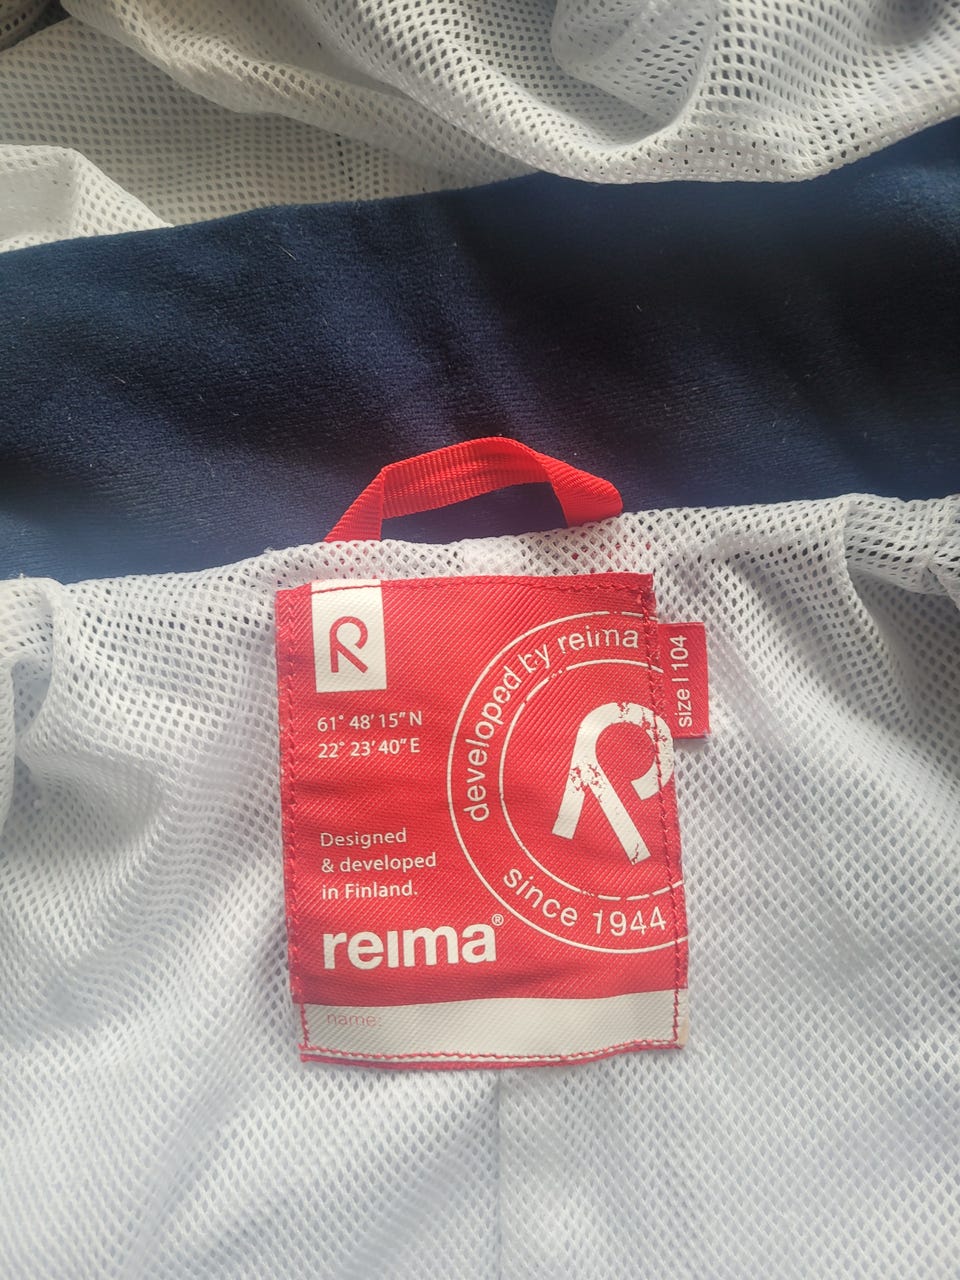 R
61° 48' 15" N
22° 23' 40" E
Designed
& developed
in Finland.
reima®
name:
developed by reima
R
since 1944
size | 104